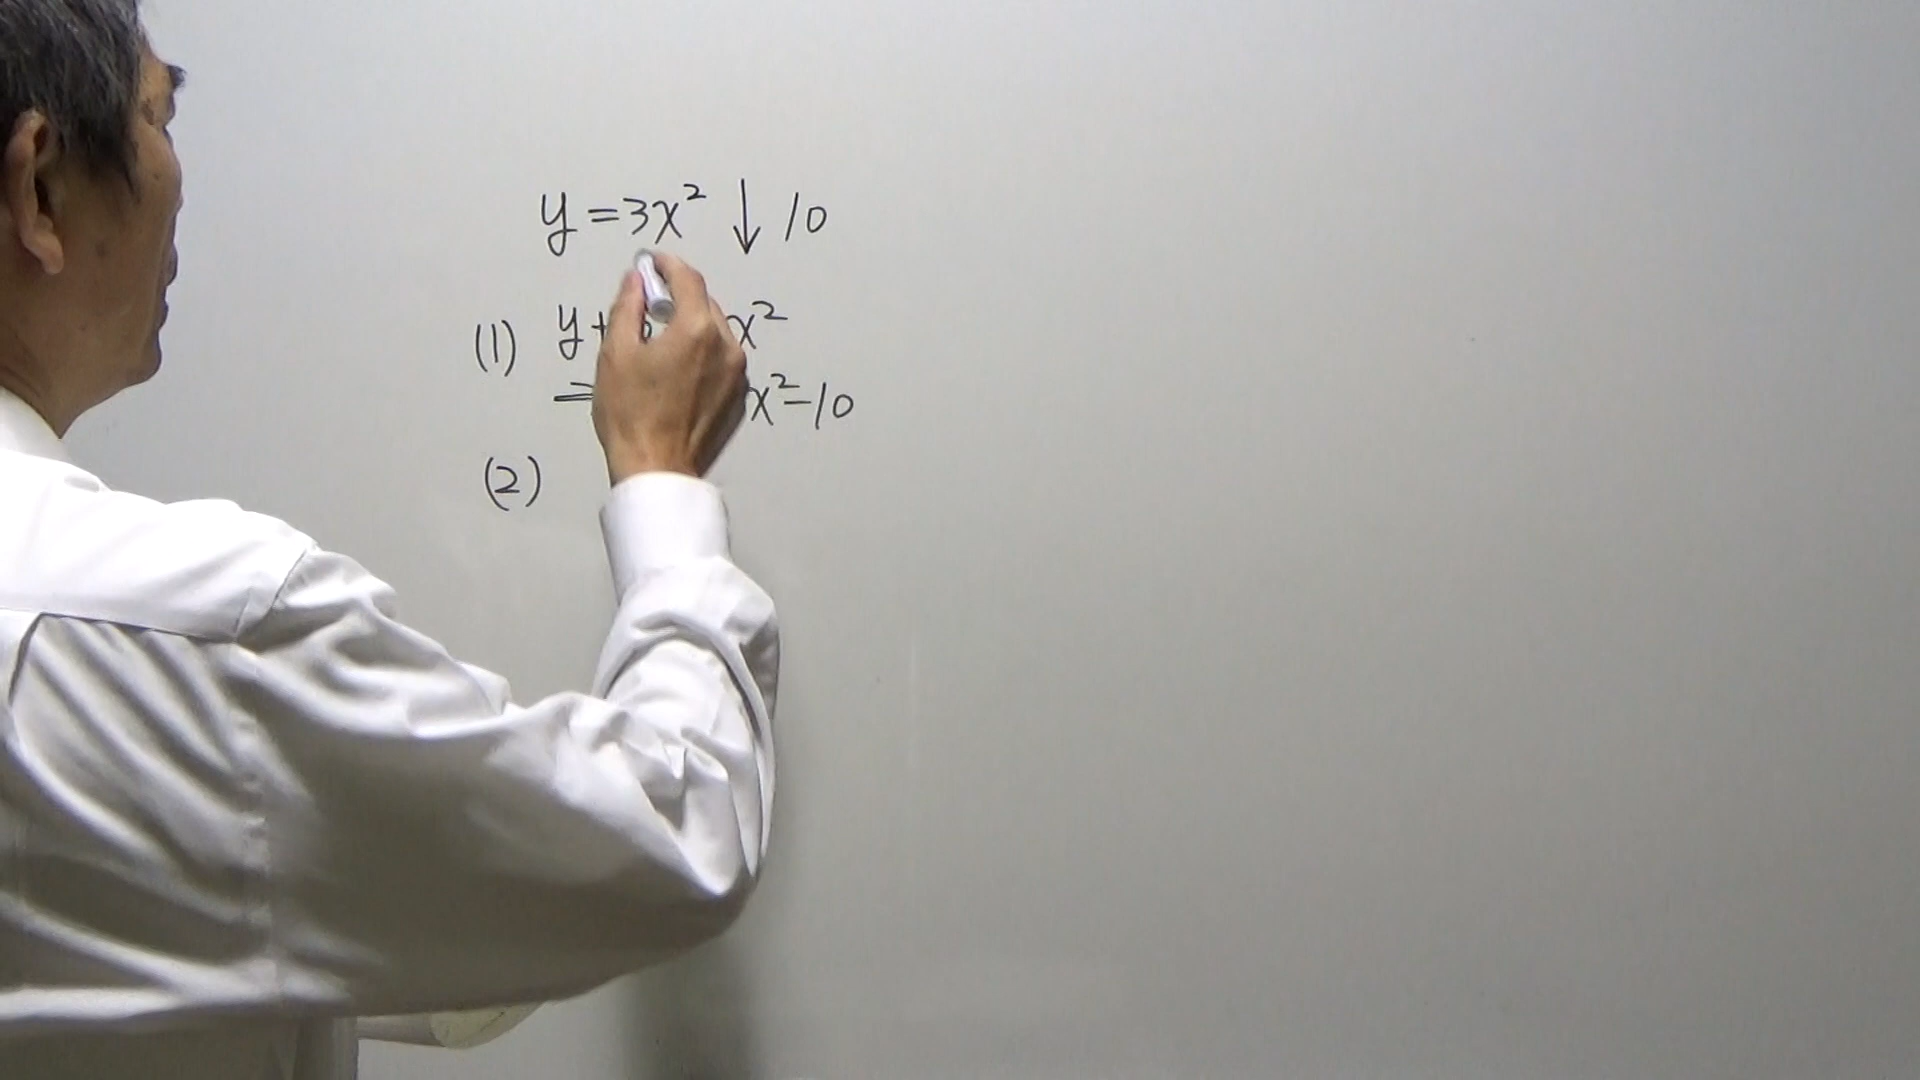 y=3x² ↓ 10
(1) y+ x²
= x²-10
(2)